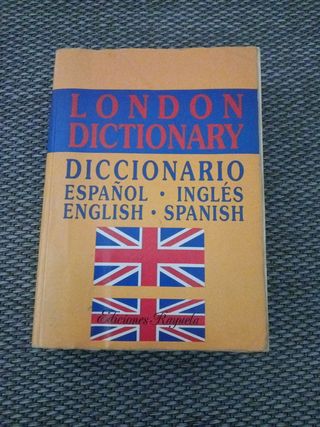 LONDON
DICTIONARY
DICCIONARIO
ESPAÑOL · INGLÉS
ENGLISH · SPANISH
Ediciones Rayuela